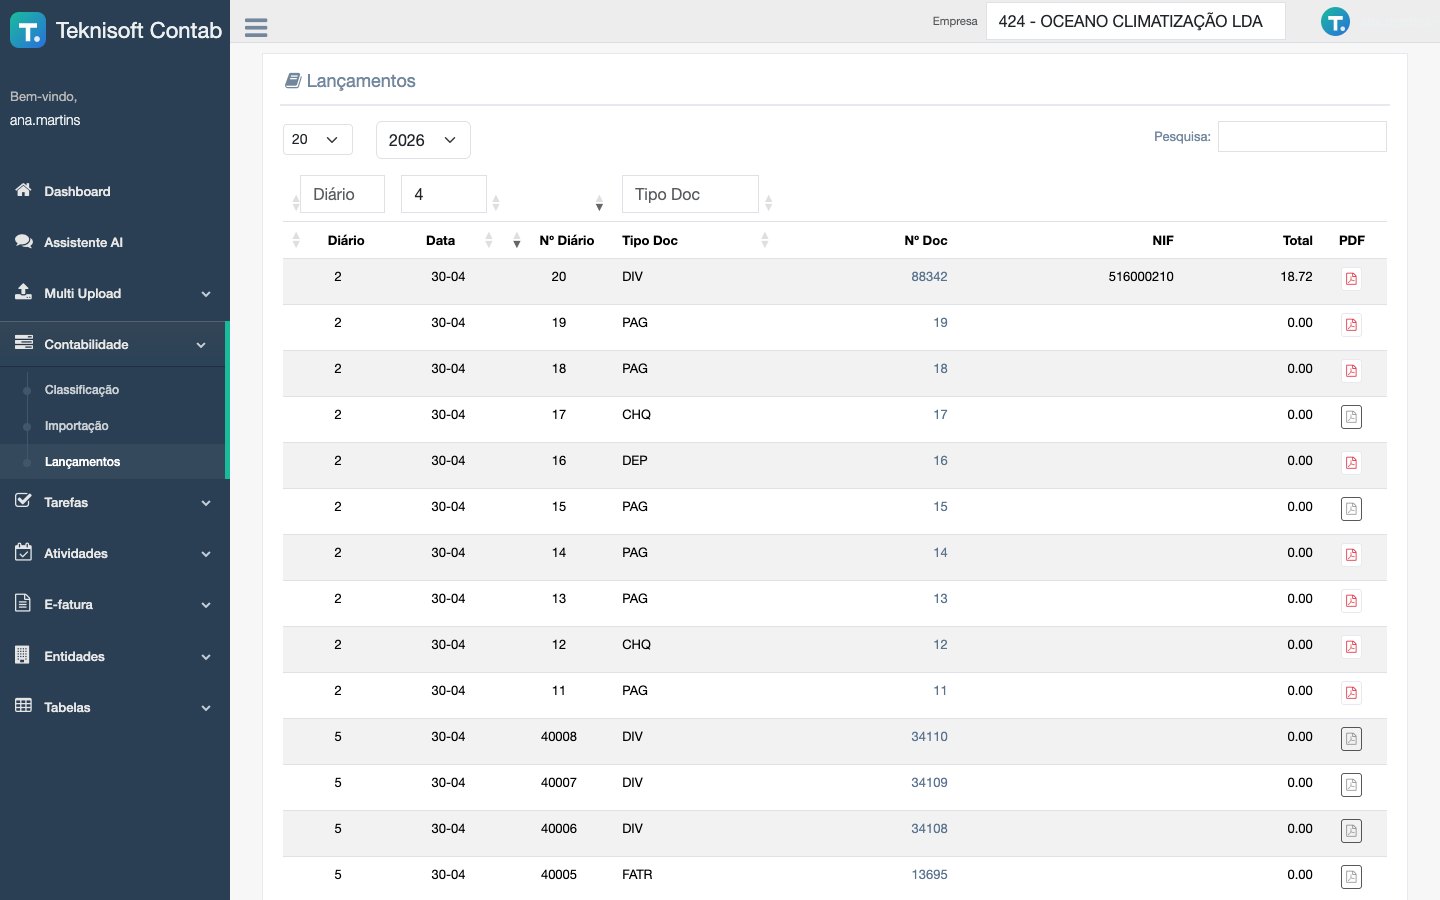 T. Teknisoft Contab
Empresa 424 - OCEANO CLIMATIZAÇÃO LDA T.
Bem-vindo,
ana.martins
Dashboard
Assistente AI
Multi Upload
Contabilidade
Classificação
Importação
Lançamentos
Tarefas
Atividades
E-fatura
Entidades
Tabelas
Lançamentos
20 2026 Pesquisa:
Diário 4 Tipo Doc
Diário Data Nº Diário Tipo Doc Nº Doc NIF Total PDF
2 30-04 20 DIV 88342 516000210 18.72
2 30-04 19 PAG 19 0.00
2 30-04 18 PAG 18 0.00
2 30-04 17 CHQ 17 0.00
2 30-04 16 DEP 16 0.00
2 30-04 15 PAG 15 0.00
2 30-04 14 PAG 14 0.00
2 30-04 13 PAG 13 0.00
2 30-04 12 CHQ 12 0.00
2 30-04 11 PAG 11 0.00
5 30-04 40008 DIV 34110 0.00
5 30-04 40007 DIV 34109 0.00
5 30-04 40006 DIV 34108 0.00
5 30-04 40005 FATR 13695 0.00